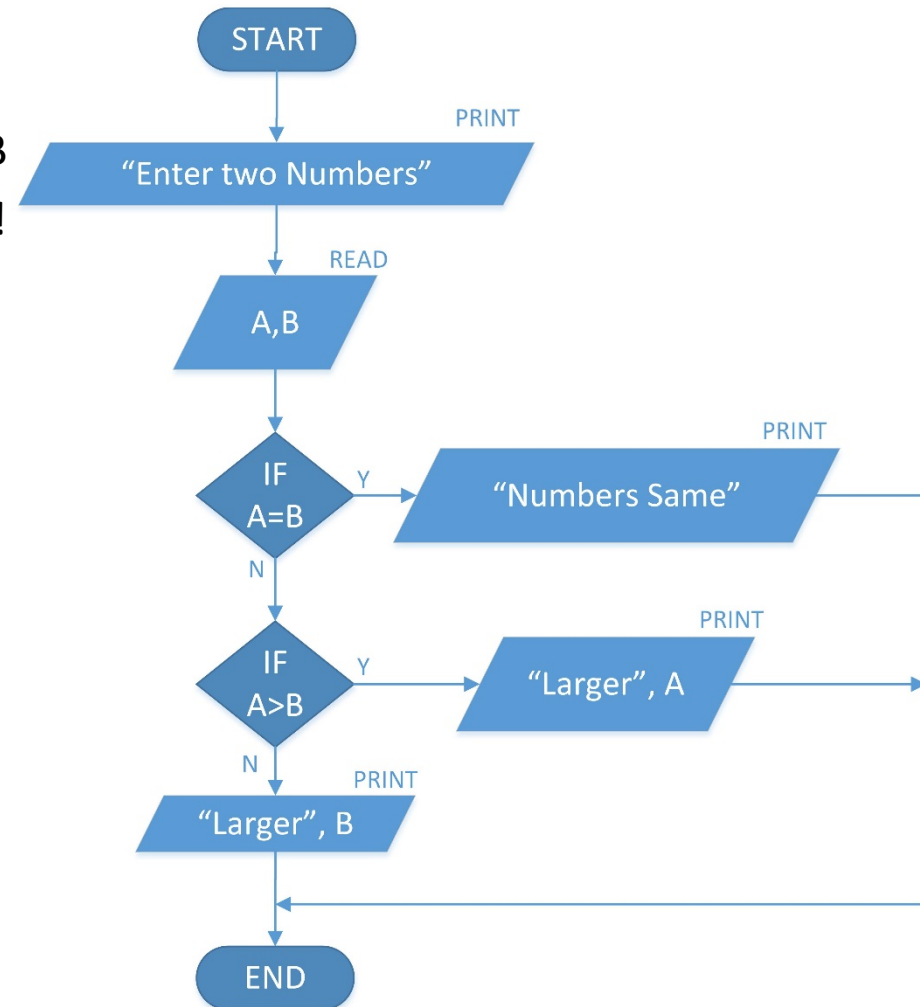 START
PRINT
B
“Enter two Numbers”
!
READ
A,B
PRINT
IF
A=B
Y
“Numbers Same”
N
PRINT
IF
A>B
Y
“Larger”, A
N
PRINT
“Larger”, B
END